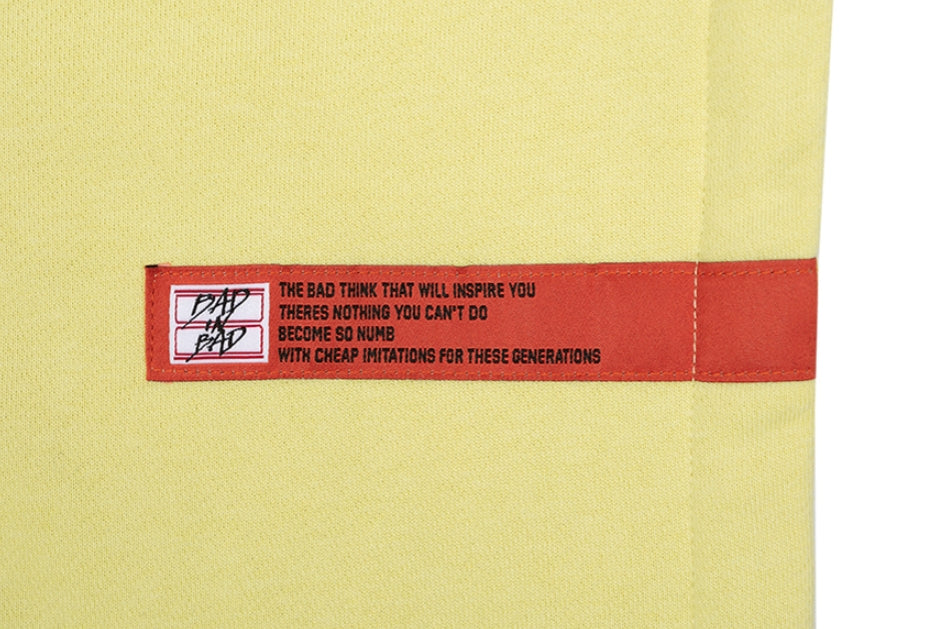 BAD
IN
BAD
THE BAD THINK THAT WILL INSPIRE YOU
THERES NOTHING YOU CAN'T DO
BECOME SO NUMB
WITH CHEAP IMITATIONS FOR THESE GENERATIONS